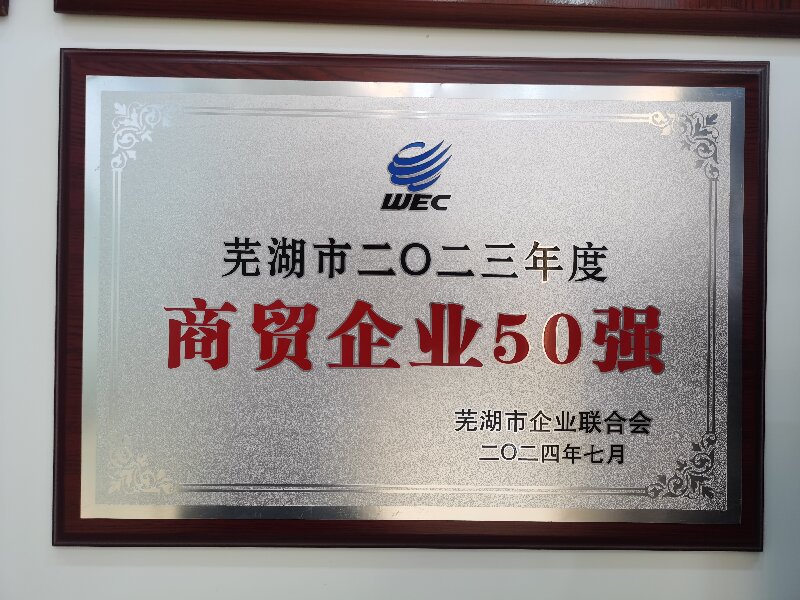 WEC
芜湖市二〇二三年度
商贸企业50强
芜湖市企业联合会
二〇二四年七月